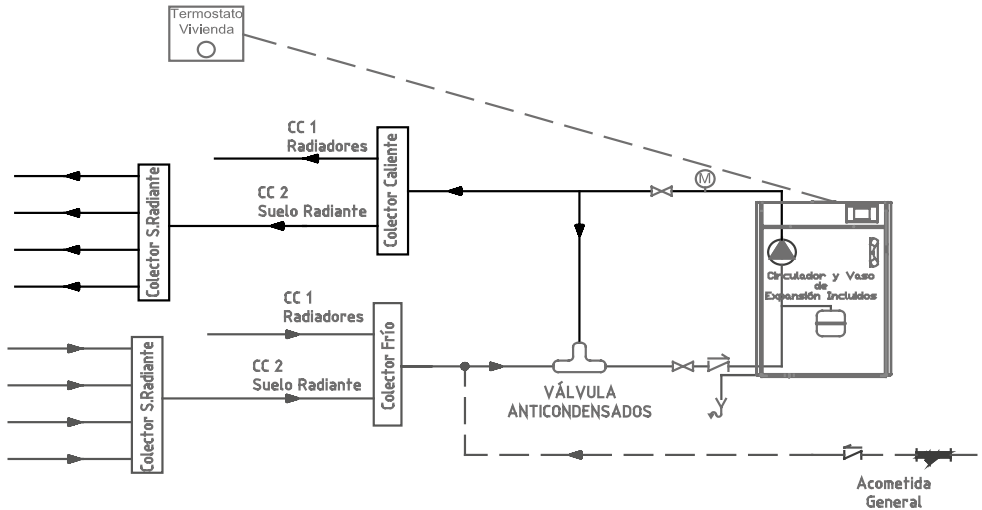 Termostato
Vivienda
CC 1
Radiadores
Colector Caliente
CC 2
Suelo Radiante
Colector S.Radiante
M
Circulador y Vaso
de
Expansión Incluidos
CC 1
Radiadores
Colector Frío
CC 2
Suelo Radiante
Colector S.Radiante
VÁLVULA
ANTICONDENSADOS
Acometida
General